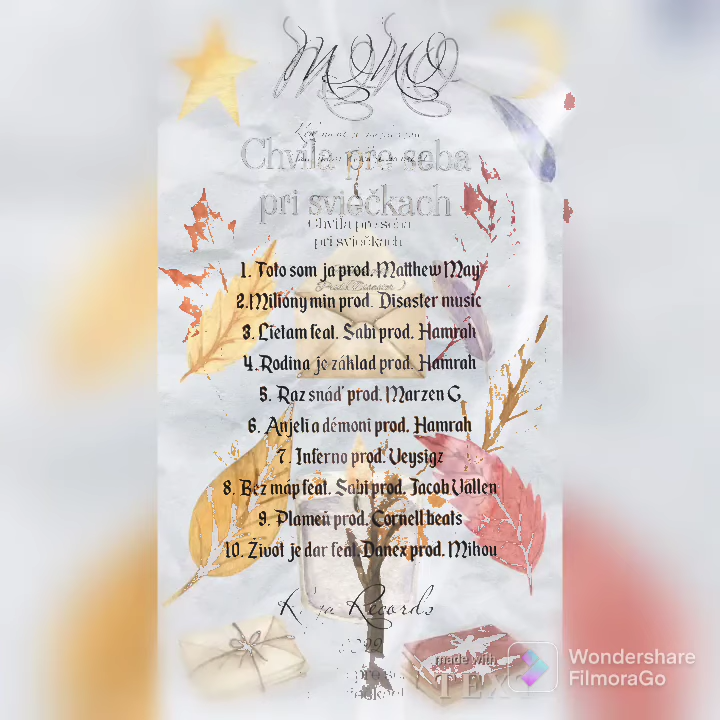 Chvíľa pre seba
pri sviečkach
Chvíľa pre seba
pri sviečkach
1. Toto som ja prod. Matthew May
2.Milióny min prod. Disaster music
3. Lietam feat. Sabi prod. Hamrah
4. Rodina je základ prod. Hamrah
5. Raz snáď prod. Marzen G
6. Anjeli a démoni prod. Hamrah
7. Inferno prod. Veysigz
8. Bez máp feat. Sabi prod. Jacob Vallen
9. Plameň prod. Cornell beats
10. Život je dar feat. Danex prod. Mihou
Records
made with
Wondershare
FilmoraGo